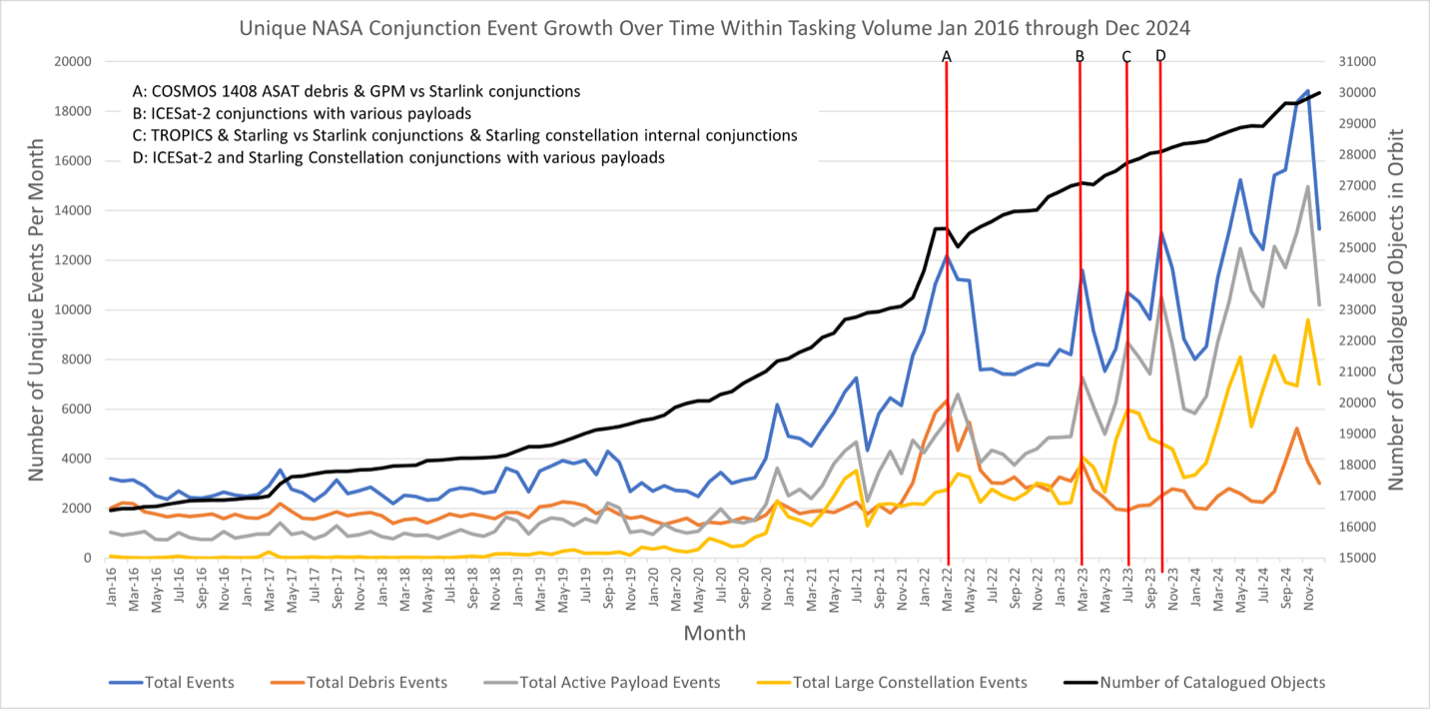 Unique NASA Conjunction Event Growth Over Time Within Tasking Volume Jan 2016 through Dec 2024
A B C D
A: COSMOS 1408 ASAT debris & GPM vs Starlink conjunctions
B: ICESat-2 conjunctions with various payloads
C: TROPICS & Starling vs Starlink conjunctions & Starling constellation internal conjunctions
D: ICESat-2 and Starling Constellation conjunctions with various payloads
Number of Unqiue Events Per Month
20000
18000
16000
14000
12000
10000
8000
6000
4000
2000
0
31000
30000
29000
28000
27000
26000
25000
24000
23000
22000
21000
20000
19000
18000
17000
16000
15000
Number of Catalogued Objects in Orbit
Jan-16
Mar-16
May-16
Jul-16
Sep-16
Nov-16
Jan-17
Mar-17
May-17
Jul-17
Sep-17
Nov-17
Jan-18
Mar-18
May-18
Jul-18
Sep-18
Nov-18
Jan-19
Mar-19
May-19
Jul-19
Sep-19
Nov-19
Jan-20
Mar-20
May-20
Jul-20
Sep-20
Nov-20
Jan-21
Mar-21
May-21
Jul-21
Sep-21
Nov-21
Jan-22
Mar-22
May-22
Jul-22
Sep-22
Nov-22
Jan-23
Mar-23
May-23
Jul-23
Sep-23
Nov-23
Jan-24
Mar-24
May-24
Jul-24
Sep-24
Nov-24
Month
Total Events
Total Debris Events
Total Active Payload Events
Total Large Constellation Events
Number of Catalogued Objects